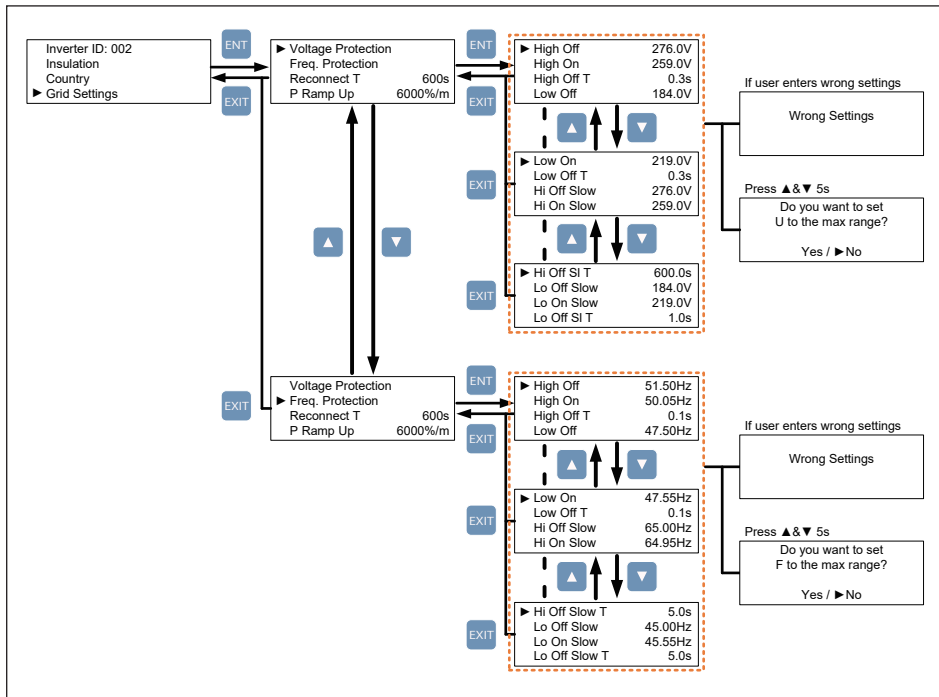 Inverter ID: 002
Insulation
Country
► Grid Settings
ENT
EXIT
► Voltage Protection
Freq. Protection
Reconnect T 600s
P Ramp Up 6000%/m
ENT
EXIT
► High Off 276.0V
High On 259.0V
High Off T 0.3s
Low Off 184.0V
▲ ▼
EXIT
► Low On 219.0V
Low Off T 0.3s
Hi Off Slow 276.0V
Hi On Slow 259.0V
▲ ▼
EXIT
► Hi Off Sl T 600.0s
Lo Off Slow 184.0V
Lo On Slow 219.0V
Lo Off Sl T 1.0s
If user enters wrong settings
Wrong Settings
Press ▲&▼ 5s
Do you want to set
U to the max range?
Yes / ►No
▲ ▼
EXIT
Voltage Protection
► Freq. Protection
Reconnect T 600s
P Ramp Up 6000%/m
ENT
EXIT
► High Off 51.50Hz
High On 50.05Hz
High Off T 0.1s
Low Off 47.50Hz
▲ ▼
EXIT
► Low On 47.55Hz
Low Off T 0.1s
Hi Off Slow 65.00Hz
Hi On Slow 64.95Hz
▲ ▼
EXIT
► Hi Off Slow T 5.0s
Lo Off Slow 45.00Hz
Lo On Slow 45.55Hz
Lo Off Slow T 5.0s
If user enters wrong settings
Wrong Settings
Press ▲&▼ 5s
Do you want to set
F to the max range?
Yes / ►No